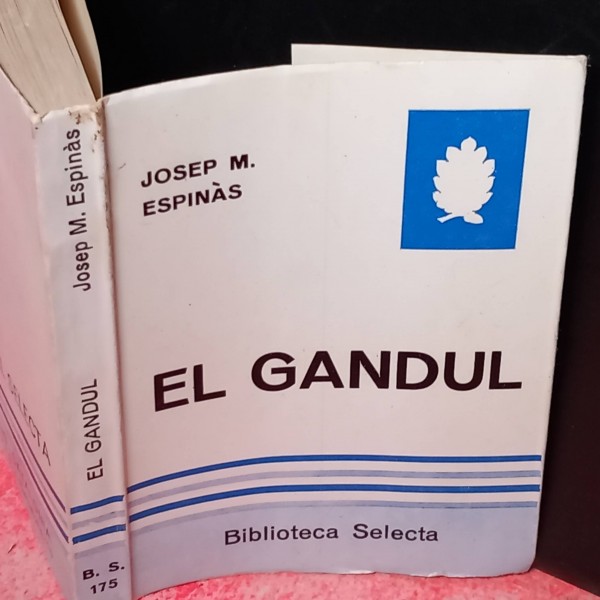 JOSEP M.
ESPINÀS
EL GANDUL
Biblioteca Selecta
Josep M. Espinàs
EL GANDUL
B. S.
175